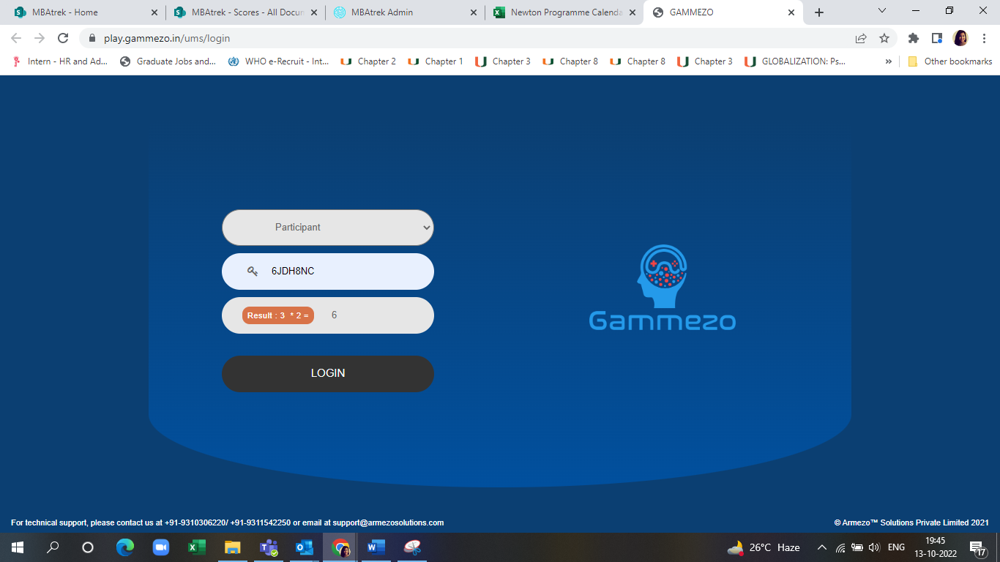 MBAtrek - Home
MBAtrek - Scores - All Docun
MBAtrek Admin
Newton Programme Calenda
GAMMEZO
play.gammezo.in/ums/login
Intern - HR and Ad...
Graduate Jobs and...
WHO e-Recruit - Int...
Chapter 2
Chapter 1
Chapter 3
Chapter 8
Chapter 8
Chapter 3
GLOBALIZATION: Ps...
»
Other bookmarks
Participant
6JDH8NC
Result : 3 * 2 = 6
LOGIN
Gammezo
For technical support, please contact us at +91-9310306220/ +91-9311542250 or email at support@armezosolutions.com
© Armezo™ Solutions Private Limited 2021
26°C Haze
ENG
19:45
13-10-2022
17